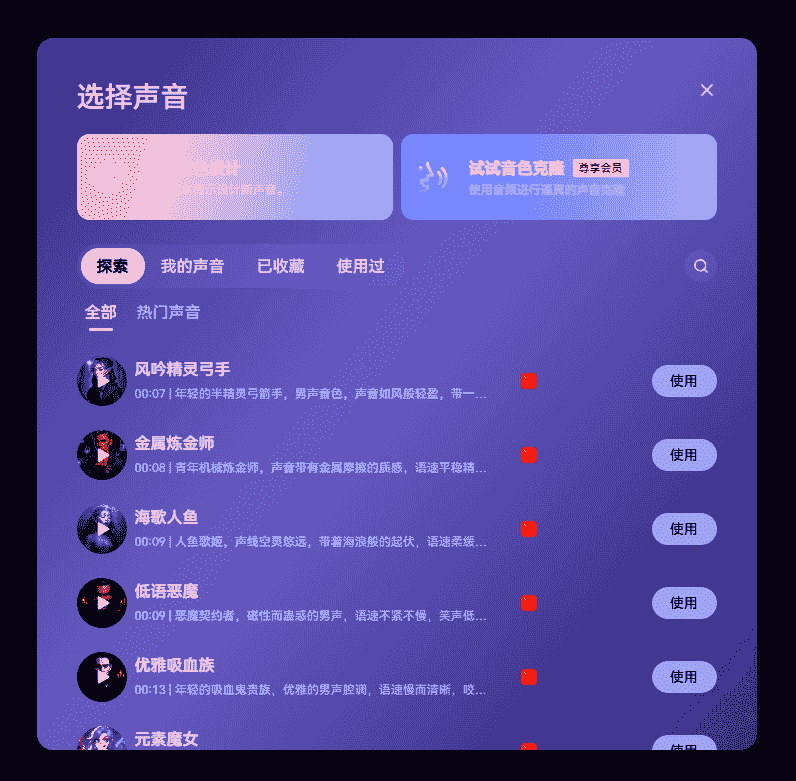 选择声音
试试音色克隆 尊享会员
使用音频进行逼真的声音克隆
探索 我的声音 已收藏 使用过
全部 热门声音
风吟精灵弓手
00:07 | 年轻的半精灵弓箭手，男声音色，声音如风般轻盈，带一...
使用
金属炼金师
00:08 | 青年机械炼金师，声音带有金属摩擦的质感，语速平稳精...
使用
海歌人鱼
00:09 | 人鱼歌姬，声线空灵悠远，带着海浪般的起伏，语速柔缓...
使用
低语恶魔
00:09 | 恶魔契约者，磁性而蛊惑的男声，语速不紧不慢，笑声低...
使用
优雅吸血族
00:13 | 年轻的吸血鬼贵族，优雅的男声腔调，语速慢而清晰，咬...
使用
元素魔女
使用